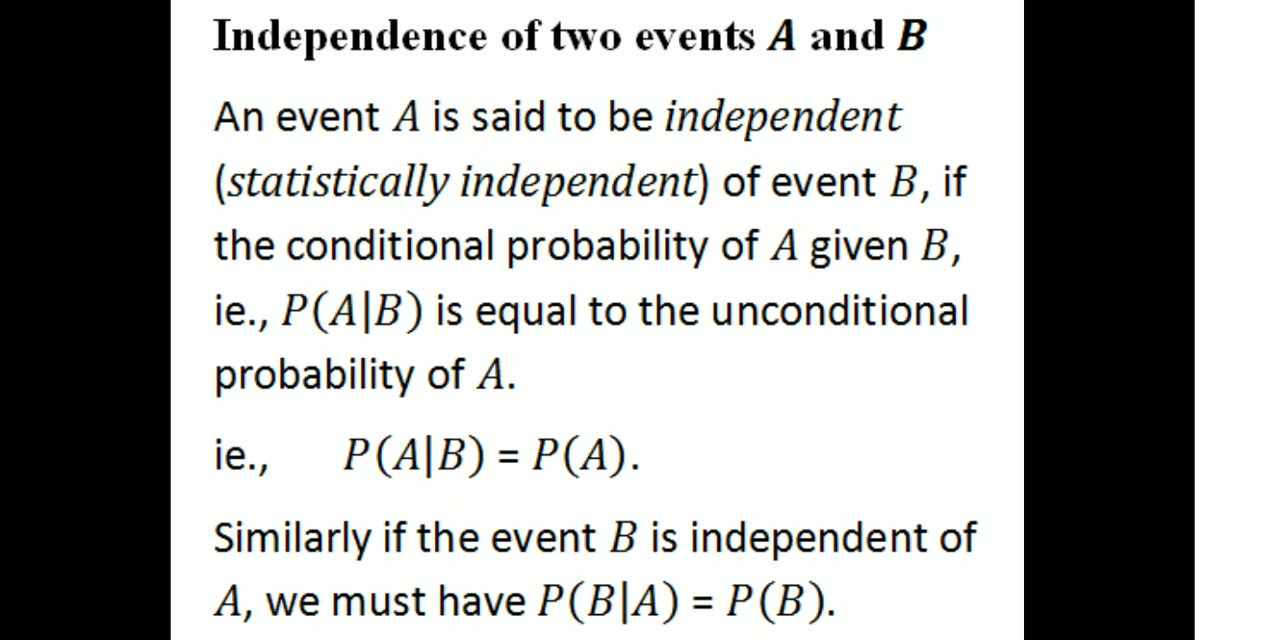 Independence of two events A and B
An event A is said to be independent
(statistically independent) of event B, if
the conditional probability of A given B,
ie., P(A|B) is equal to the unconditional
probability of A.
ie., P(A|B) = P(A).
Similarly if the event B is independent of
A, we must have P(B|A) = P(B).